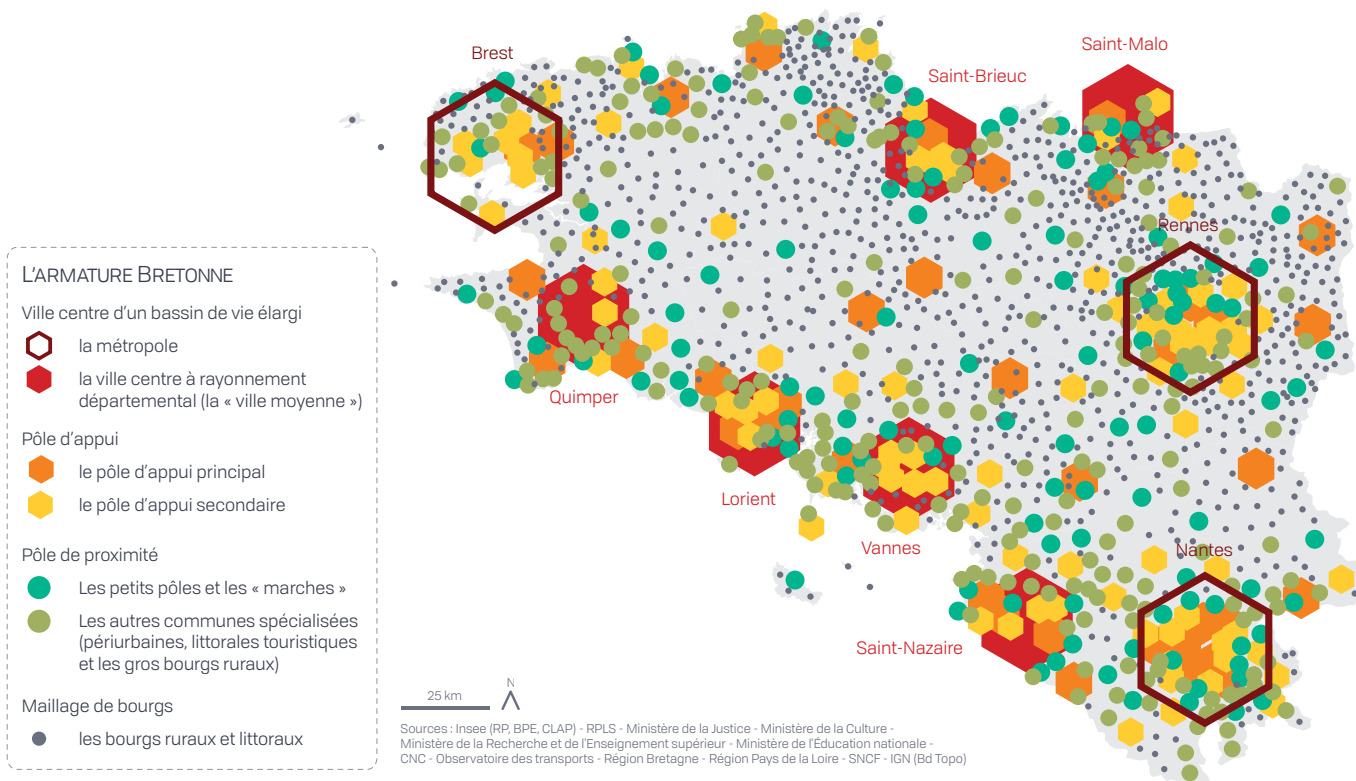 Brest
Saint-Malo
Saint-Brieuc
Rennes
Quimper
Lorient
Vannes
Nantes
Saint-Nazaire
L'ARMATURE BRETONNE
Ville centre d'un bassin de vie élargi
la métropole
la ville centre à rayonnement
départemental (la « ville moyenne »)
Pôle d'appui
le pôle d'appui principal
le pôle d'appui secondaire
Pôle de proximité
Les petits pôles et les « marches »
Les autres communes spécialisées
(périurbaines, littorales touristiques
et les gros bourgs ruraux)
Maillage de bourgs
les bourgs ruraux et littoraux
25 km
N
Sources : Insee (RP, BPE, CLAP) - RPLS - Ministère de la Justice - Ministère de la Culture -
Ministère de la Recherche et de l'Enseignement supérieur - Ministère de l'Éducation nationale -
CNC - Observatoire des transports - Région Bretagne - Région Pays de la Loire - SNCF - IGN (Bd Topo)